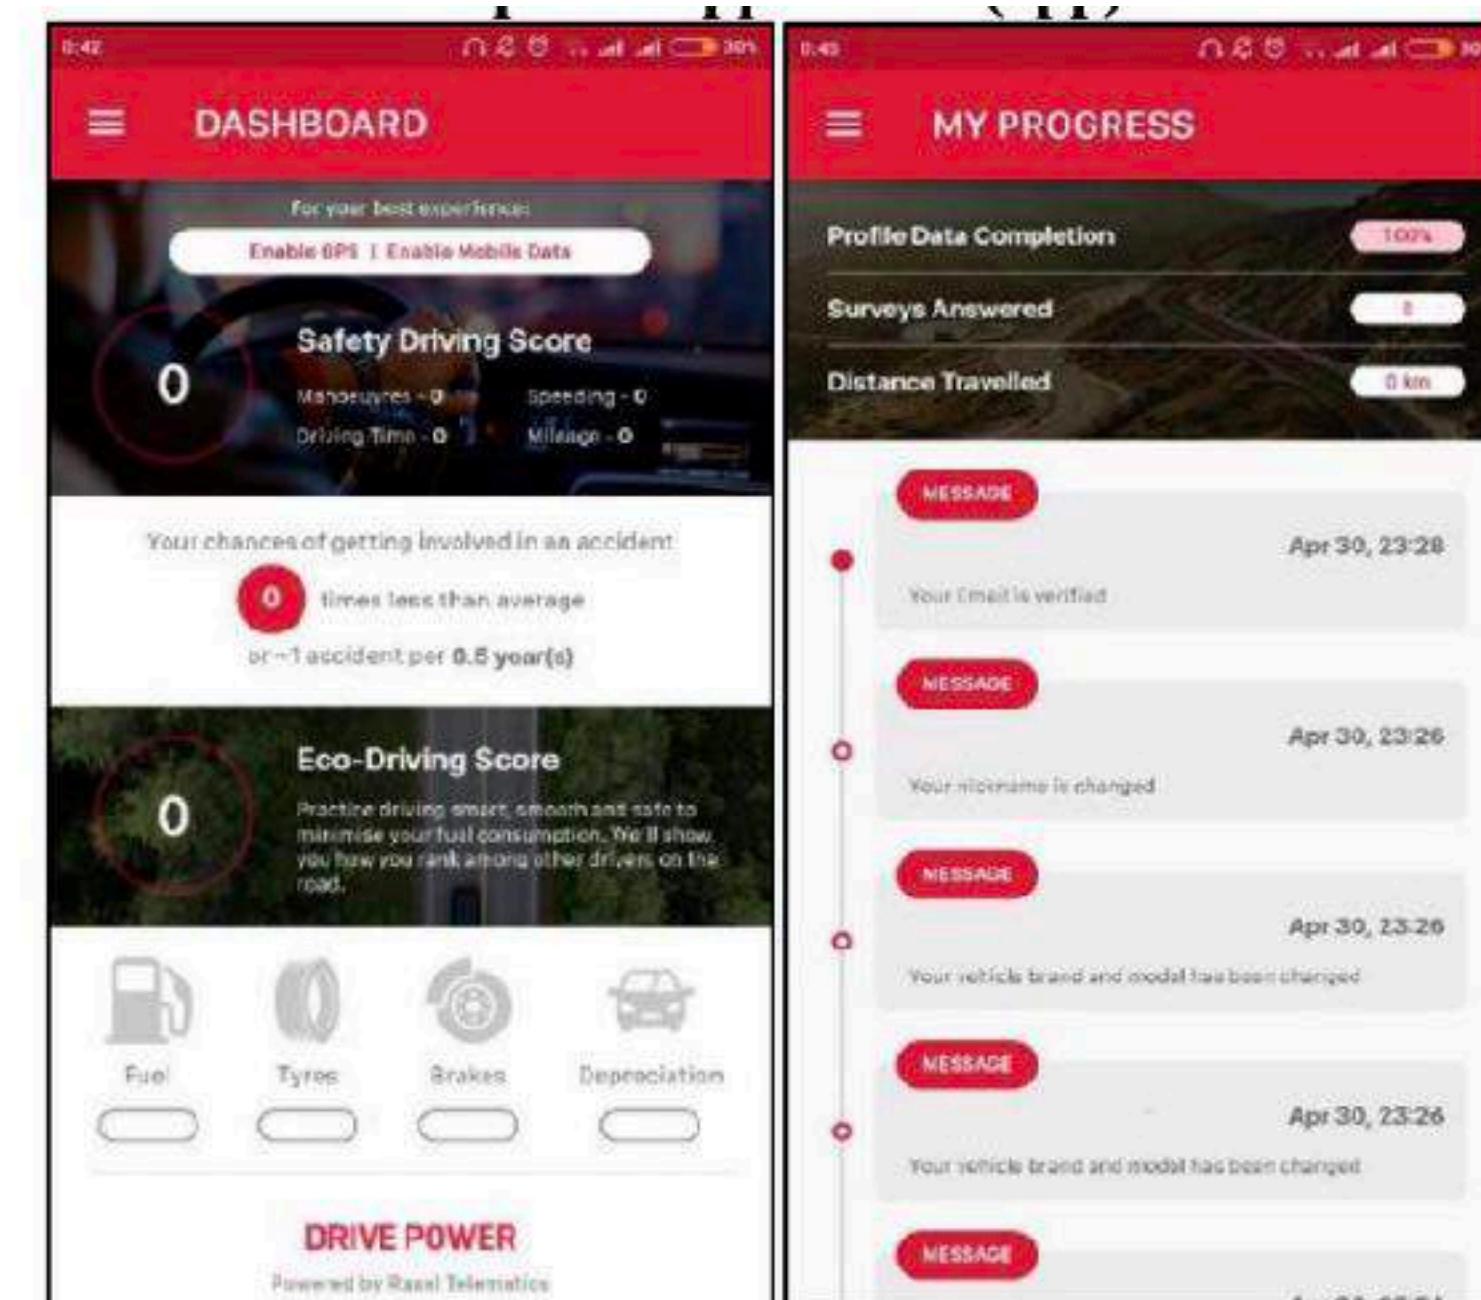 0:42
30%
DASHBOARD
For your best experience:
Enable GPS | Enable Mobile Data
0
Safety Driving Score
Manoeuvres - 0
Speeding - 0
Driving Time - 0
Mileage - 0
Your chances of getting involved in an accident
0 times less than average
or ~1 accident per 0.5 year(s)
0
Eco-Driving Score
Practice driving smart, smooth and safe to
minimise your fuel consumption. We'll show
you how you rank among other drivers on the
road.
Fuel
Tyres
Brakes
Depreciation
DRIVE POWER
Powered by Raxel Telematics
MY PROGRESS
Profile Data Completion
100%
Surveys Answered
Distance Travelled
0 km
MESSAGE
Apr 30, 23:28
Your Email is verified
MESSAGE
Apr 30, 23:26
Your nickname is changed
MESSAGE
Apr 30, 23:26
Your vehicle brand and model has been changed
MESSAGE
Apr 30, 23:26
Your vehicle brand and model has been changed
MESSAGE